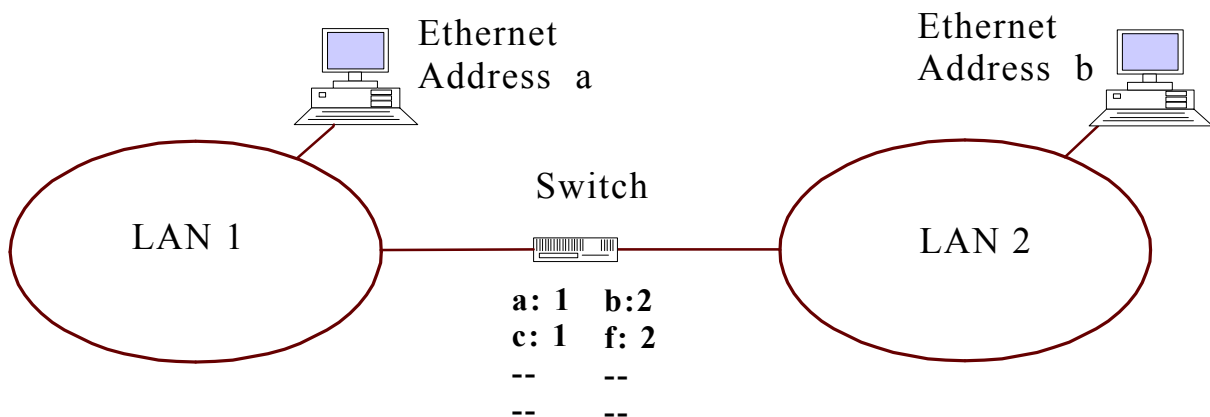 Ethernet
Address a
Ethernet
Address b
Switch
LAN 1
LAN 2
a: 1 b:2
c: 1 f: 2
-- --
-- --